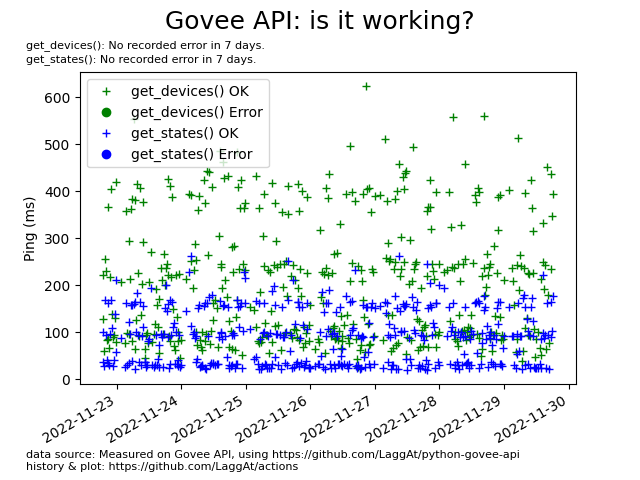 Govee API: is it working?
get_devices(): No recorded error in 7 days.
get_states(): No recorded error in 7 days.
get_devices() OK
get_devices() Error
get_states() OK
get_states() Error
Ping (ms)
600
500
400
300
200
100
0
2022-11-23
2022-11-24
2022-11-25
2022-11-26
2022-11-27
2022-11-28
2022-11-29
2022-11-30
data source: Measured on Govee API, using https://github.com/LaggAt/python-govee-api
history & plot: https://github.com/LaggAt/actions